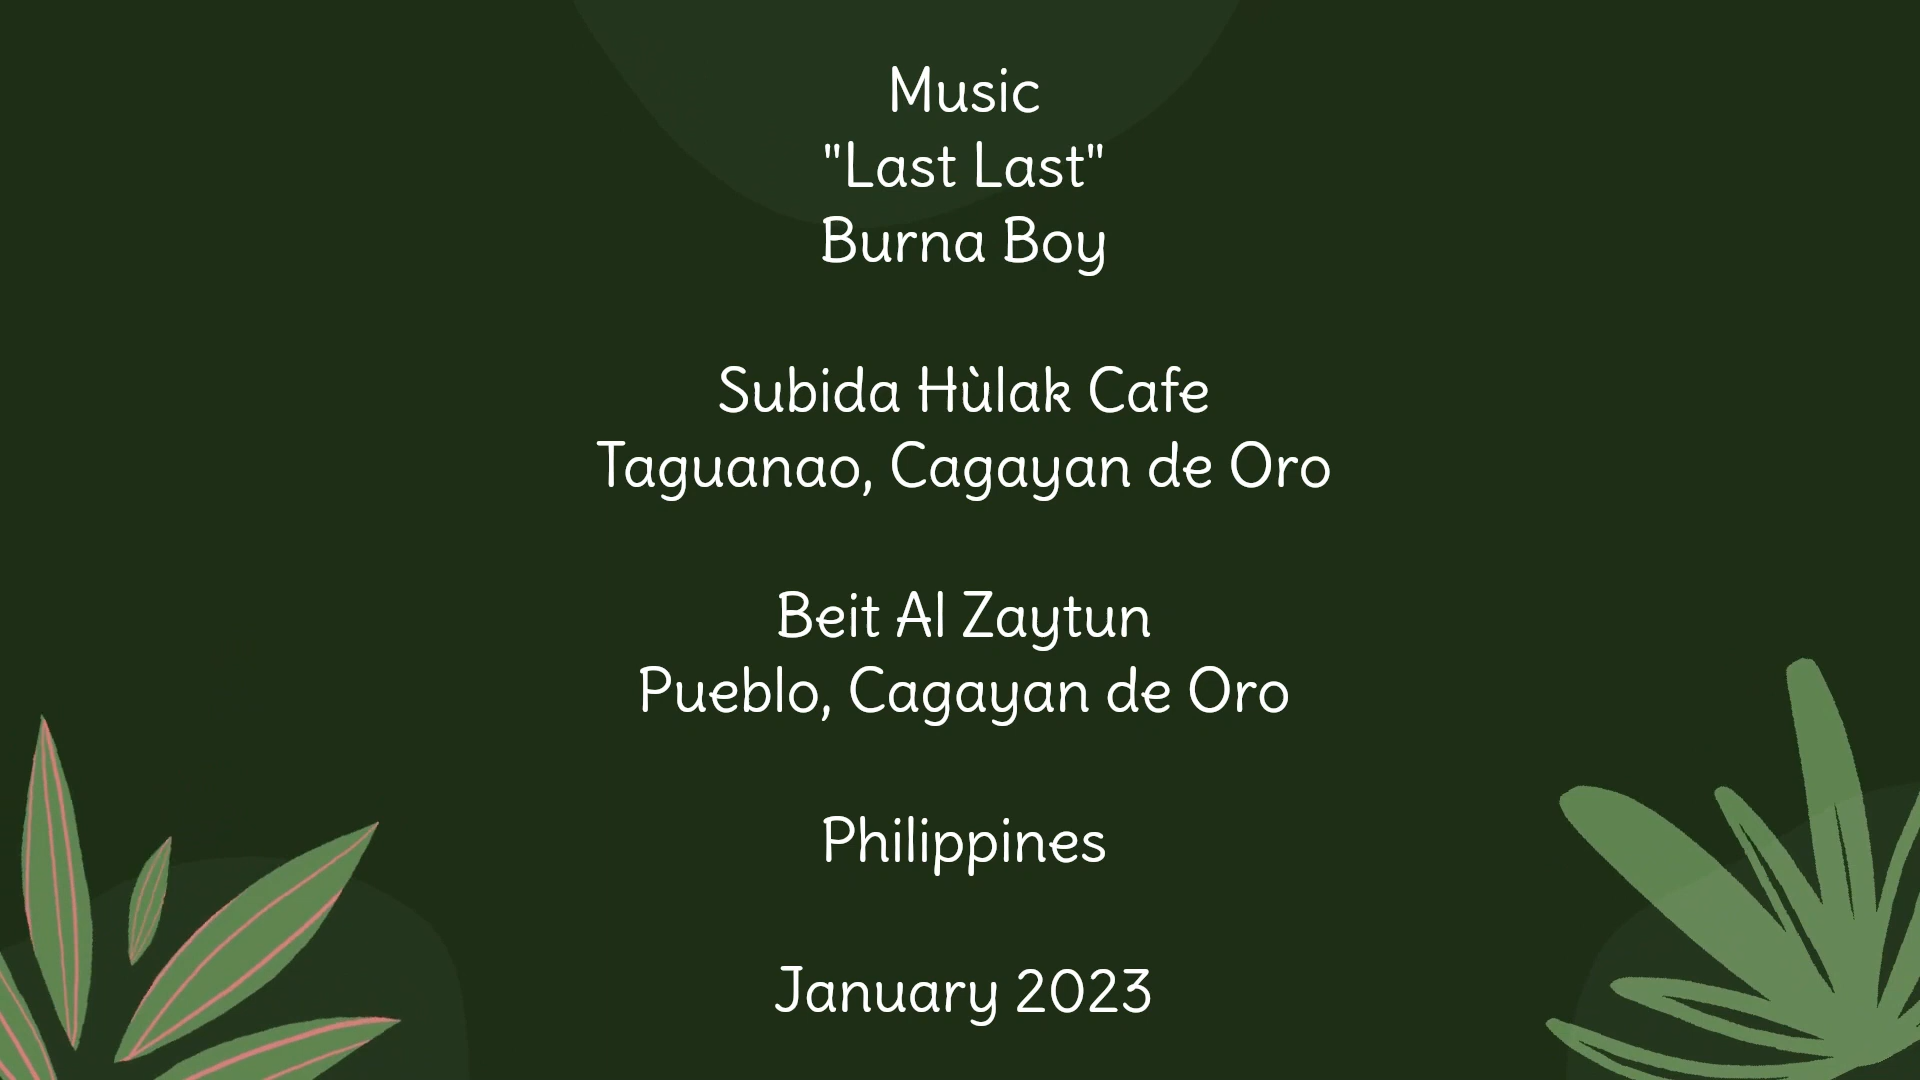 Music
"Last Last"
Burna Boy
Subida Hùlak Cafe
Taguanao, Cagayan de Oro
Beit Al Zaytun
Pueblo, Cagayan de Oro
Philippines
January 2023